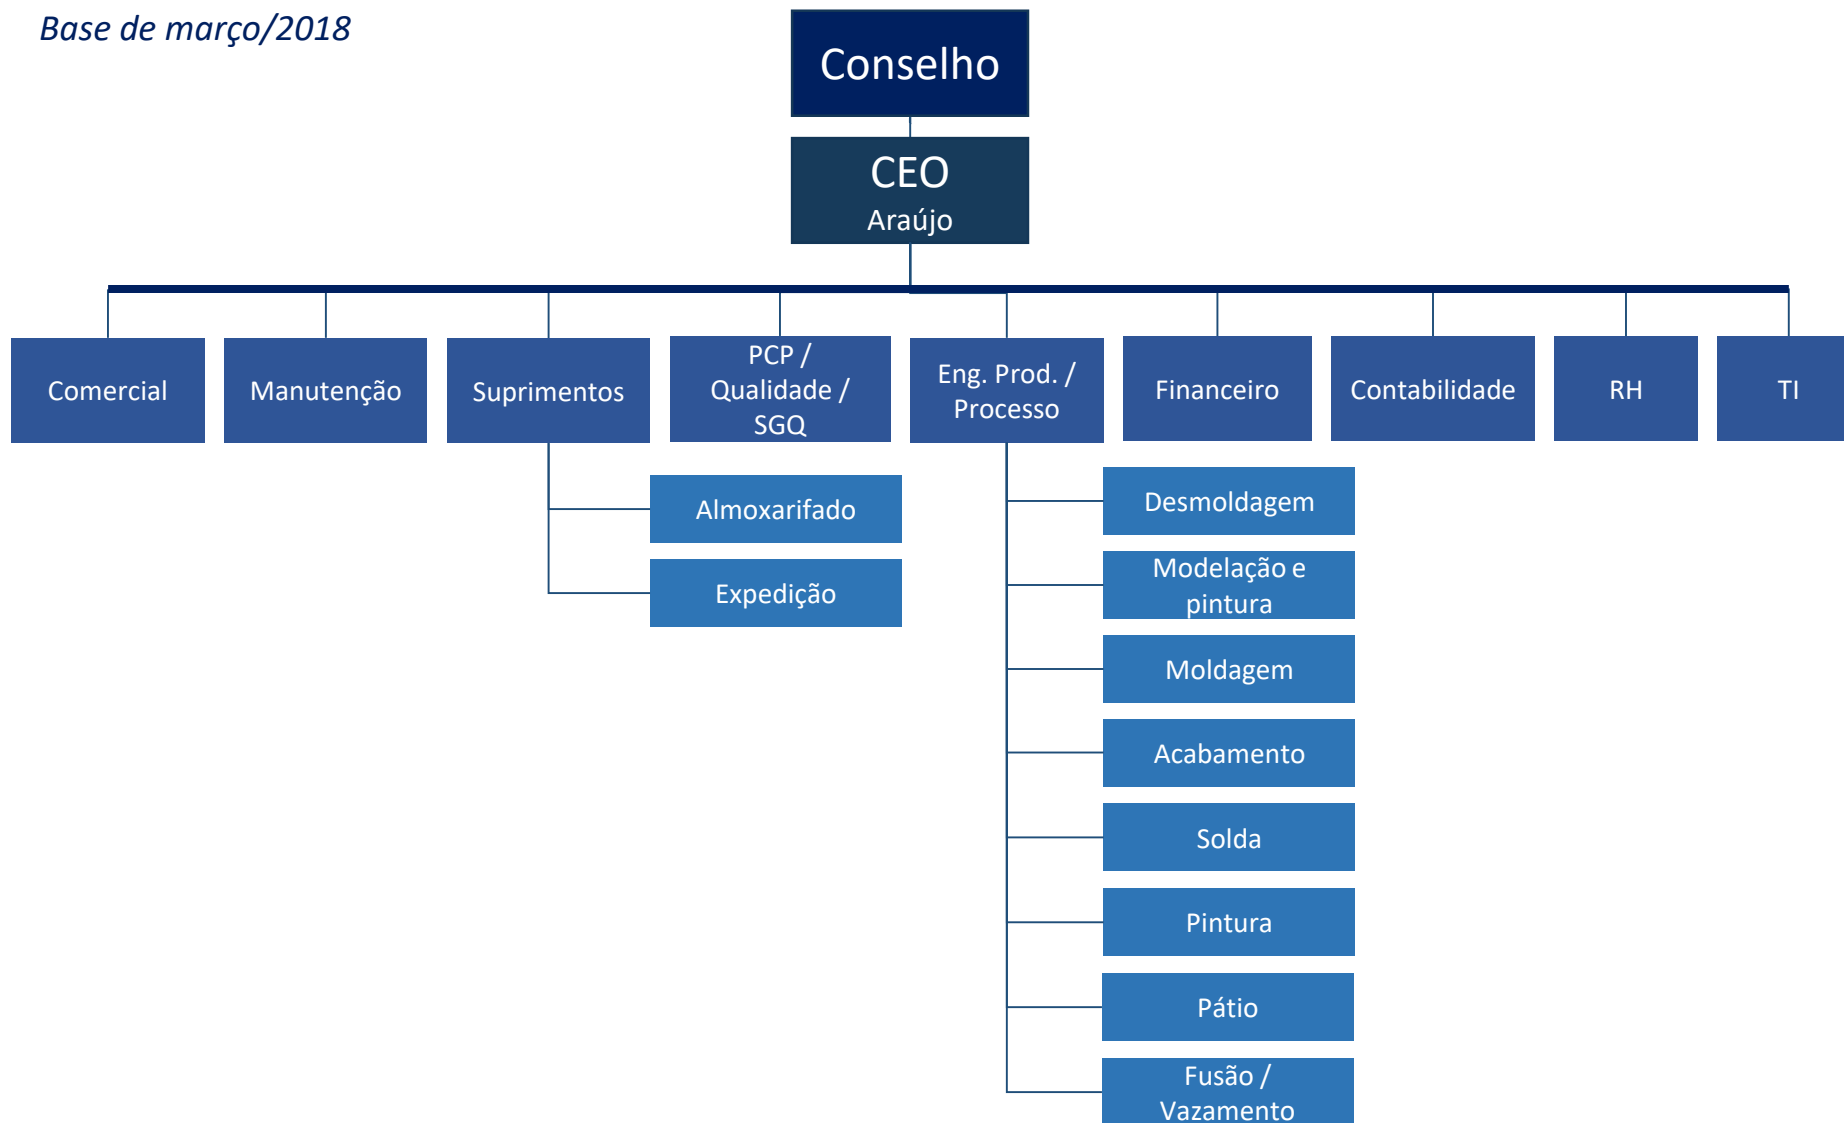 Base de março/2018
Conselho
CEO
Araújo
Comercial
Manutenção
Suprimentos
PCP /
Qualidade /
SGQ
Eng. Prod. /
Processo
Financeiro
Contabilidade
RH
TI
Almoxarifado
Expedição
Desmoldagem
Modelação e
pintura
Moldagem
Acabamento
Solda
Pintura
Pátio
Fusão /
Vazamento